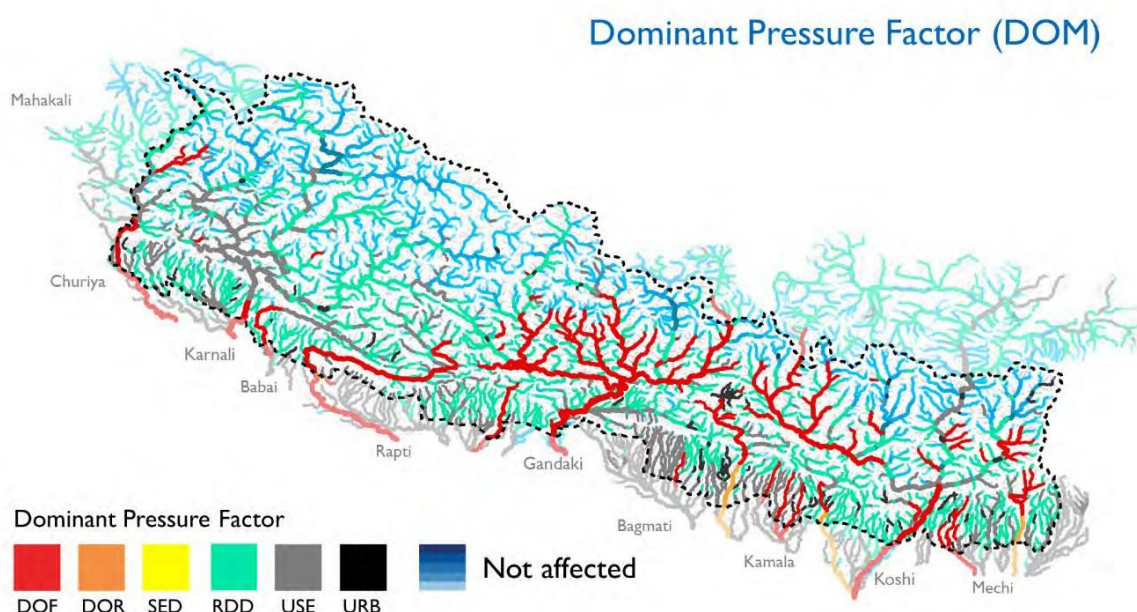 Dominant Pressure Factor (DOM)
Mahakali
Churiya
Karnali
Babai
Rapti
Gandaki
Bagmati
Kamala
Koshi
Mechi
Dominant Pressure Factor
Not affected
DOF DOR SED RDD USE URB